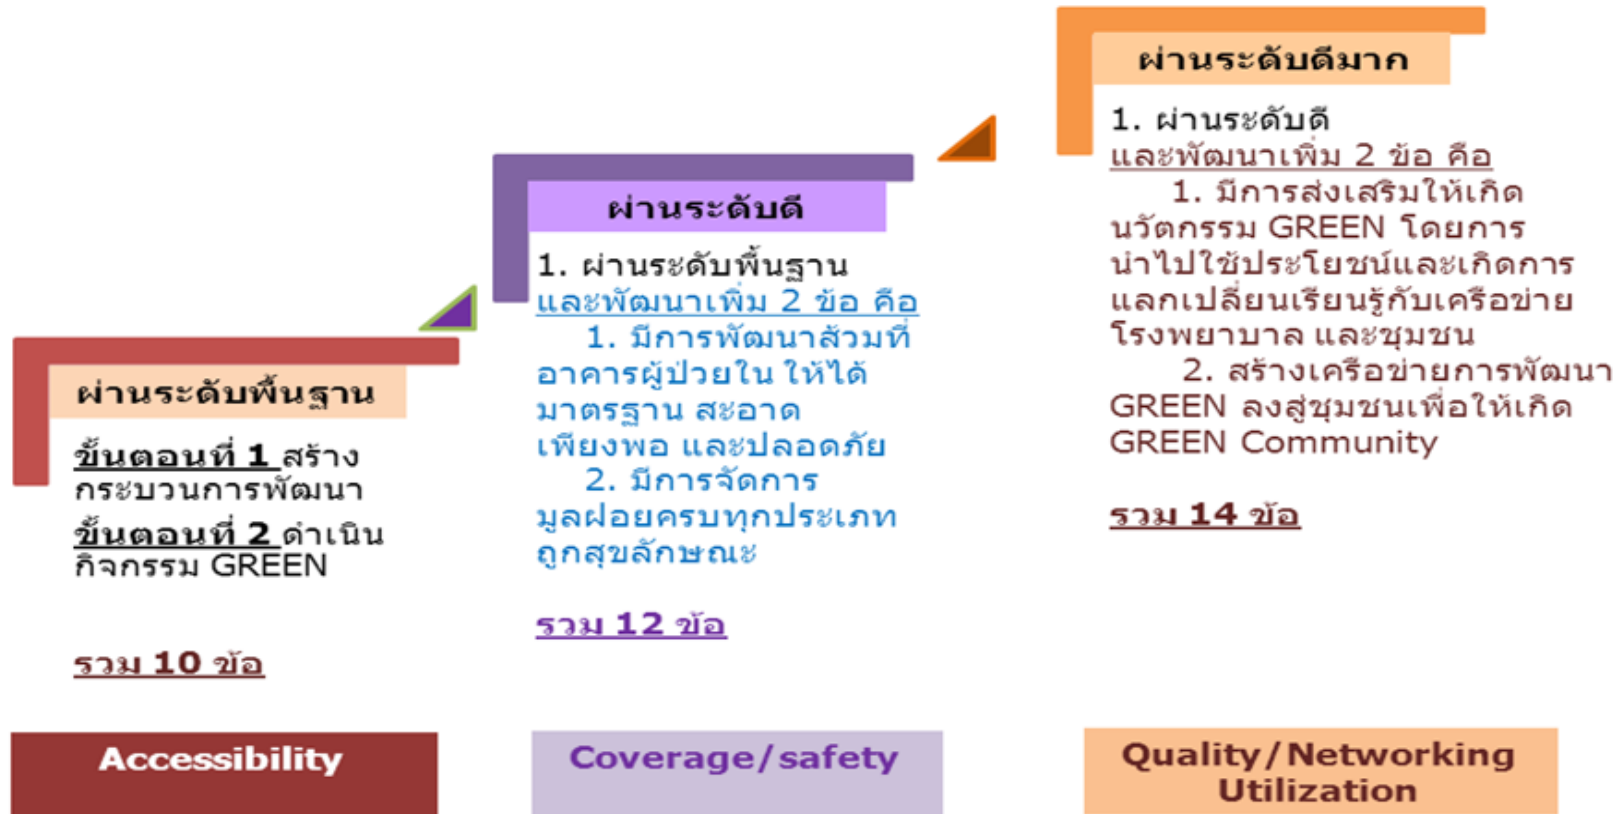 ผ่านระดับพื้นฐาน
ขั้นตอนที่ 1 สร้าง
กระบวนการพัฒนา
ขั้นตอนที่ 2 ดำเนิน
กิจกรรม GREEN
รวม 10 ข้อ
Accessibility
ผ่านระดับดี
1. ผ่านระดับพื้นฐาน
และพัฒนาเพิ่ม 2 ข้อ คือ
1. มีการพัฒนาส้วมที่
อาคารผู้ป่วยใน ให้ได้
มาตรฐาน สะอาด
เพียงพอ และปลอดภัย
2. มีการจัดการ
มูลฝอยครบทุกประเภท
ถูกสุขลักษณะ
รวม 12 ข้อ
Coverage/safety
ผ่านระดับดีมาก
1. ผ่านระดับดี
และพัฒนาเพิ่ม 2 ข้อ คือ
1. มีการส่งเสริมให้เกิด
นวัตกรรม GREEN โดยการ
นำไปใช้ประโยชน์และเกิดการ
แลกเปลี่ยนเรียนรู้กับเครือข่าย
โรงพยาบาล และชุมชน
2. สร้างเครือข่ายการพัฒนา
GREEN ลงสู่ชุมชนเพื่อให้เกิด
GREEN Community
รวม 14 ข้อ
Quality/Networking
Utilization